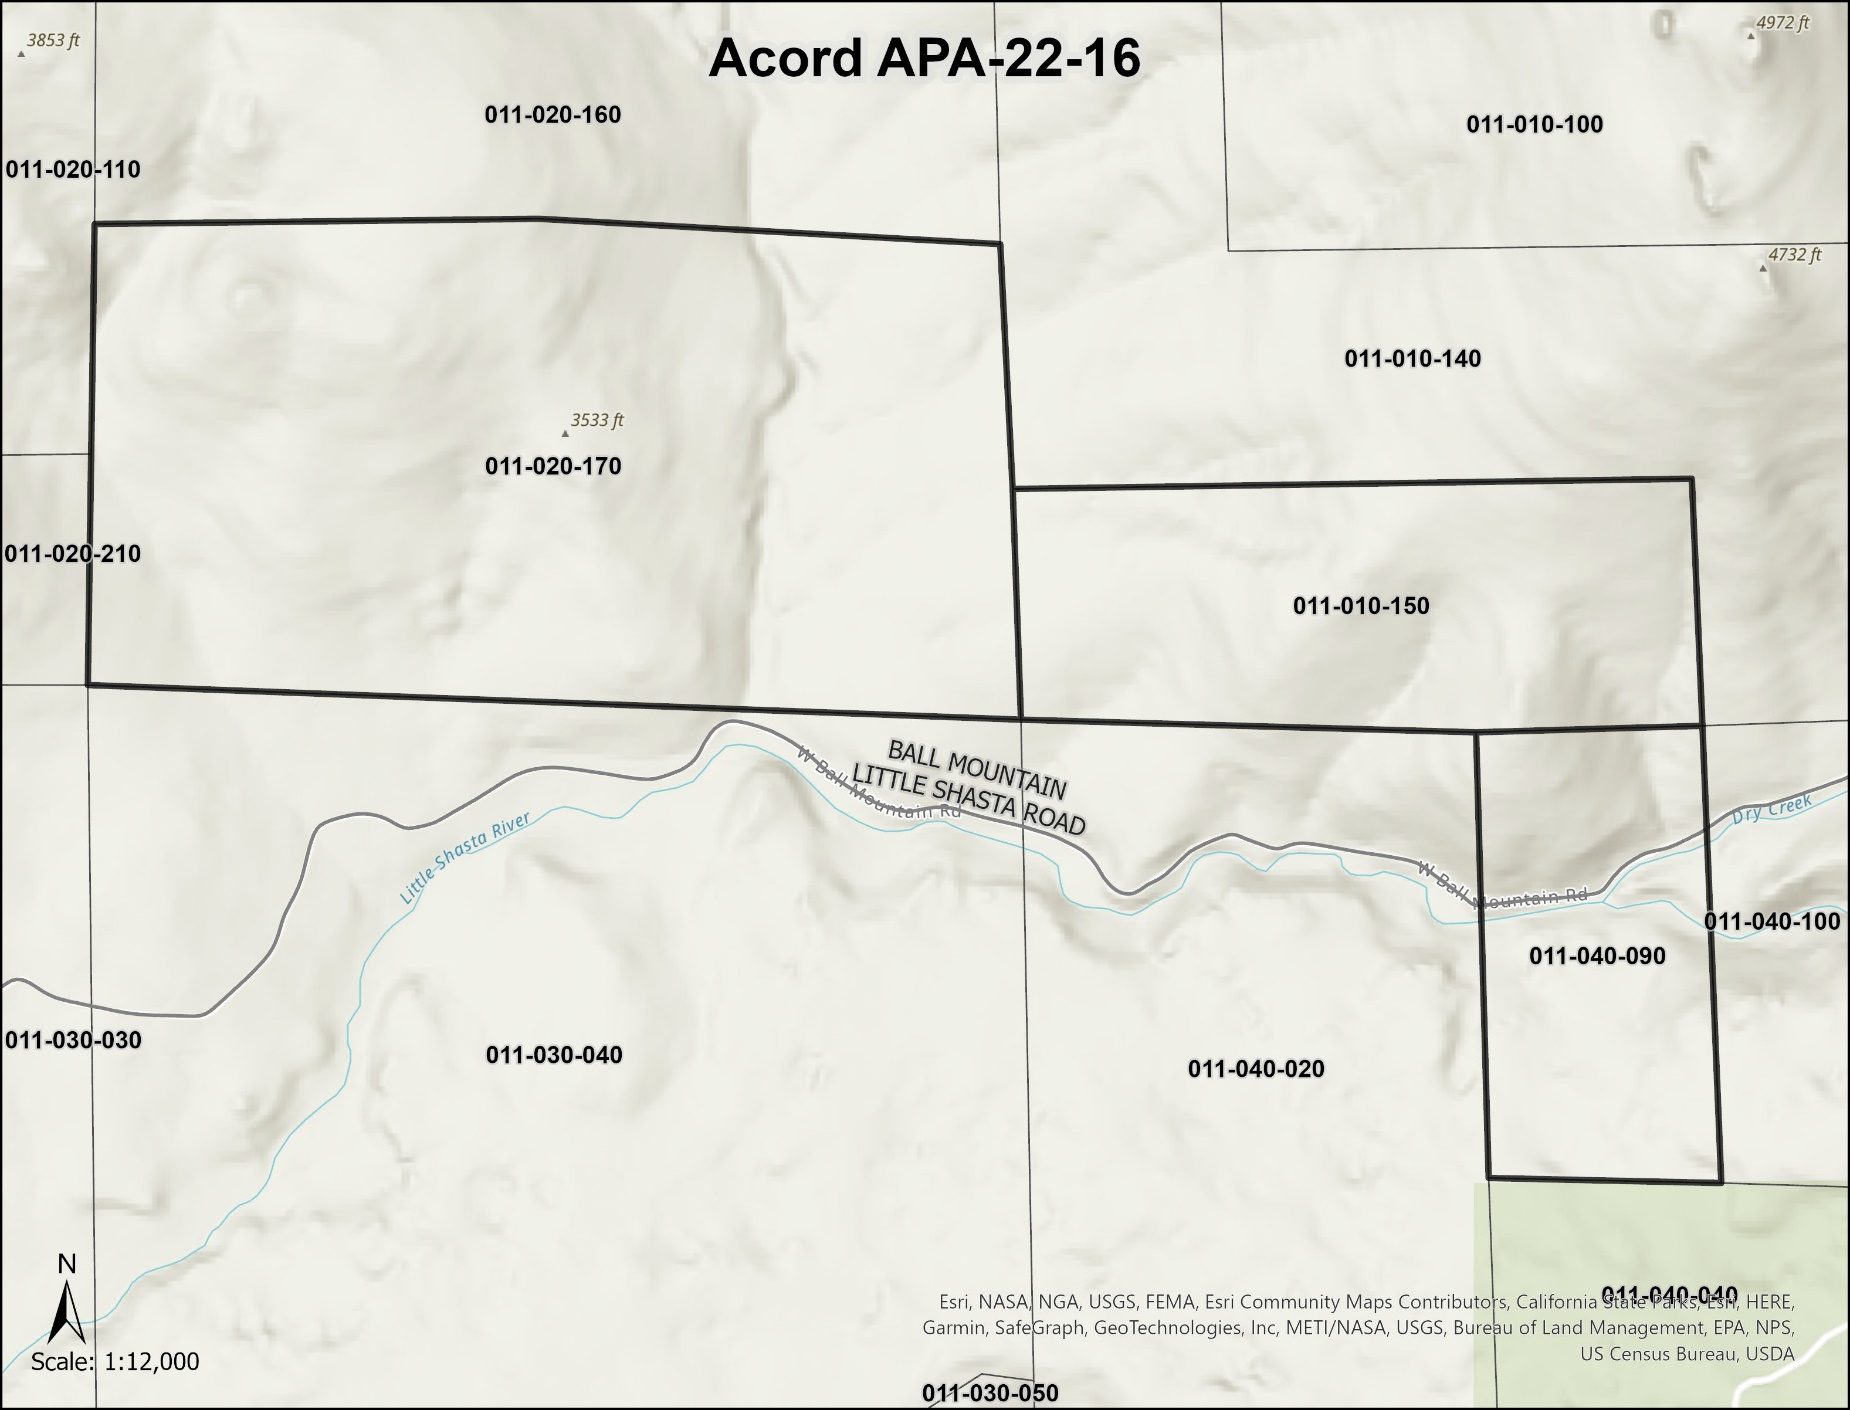 Acord APA-22-16
3853 ft
4972 ft
011-020-160
011-010-100
011-020-110
4732 ft
011-010-140
3533 ft
011-020-170
011-020-210
011-010-150
BALL MOUNTAIN
LITTLE SHASTA ROAD
W Ball Mountain Rd
Dry Creek
Little Shasta River
W Ball Mountain Rd
011-040-100
011-040-090
011-030-030
011-030-040
011-040-020
N
Scale: 1:12,000
011-040-040
Esri, NASA, NGA, USGS, FEMA, Esri Community Maps Contributors, California State Parks, Esri, HERE,
Garmin, SafeGraph, GeoTechnologies, Inc, METI/NASA, USGS, Bureau of Land Management, EPA, NPS,
US Census Bureau, USDA
011-030-050